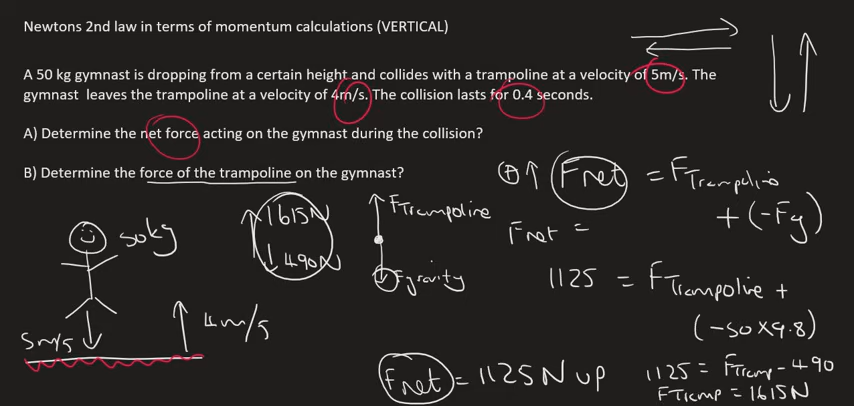 Newtons 2nd law in terms of momentum calculations (VERTICAL)
A 50 kg gymnast is dropping from a certain height and collides with a trampoline at a velocity of 5m/s. The
gymnast leaves the trampoline at a velocity of 4m/s. The collision lasts for 0.4 seconds.
A) Determine the net force acting on the gymnast during the collision?
B) Determine the force of the trampoline on the gymnast?
50kg
5m/s
4m/s
1615N
490N
FTrampoline
Fgravity
+ Fnet = FTrampoline
+ (-Fg)
Fnet =
1125 = FTrampoline +
(-50x9.8)
Fnet = 1125N up
1125 = FTramp - 490
FTramp = 1615N